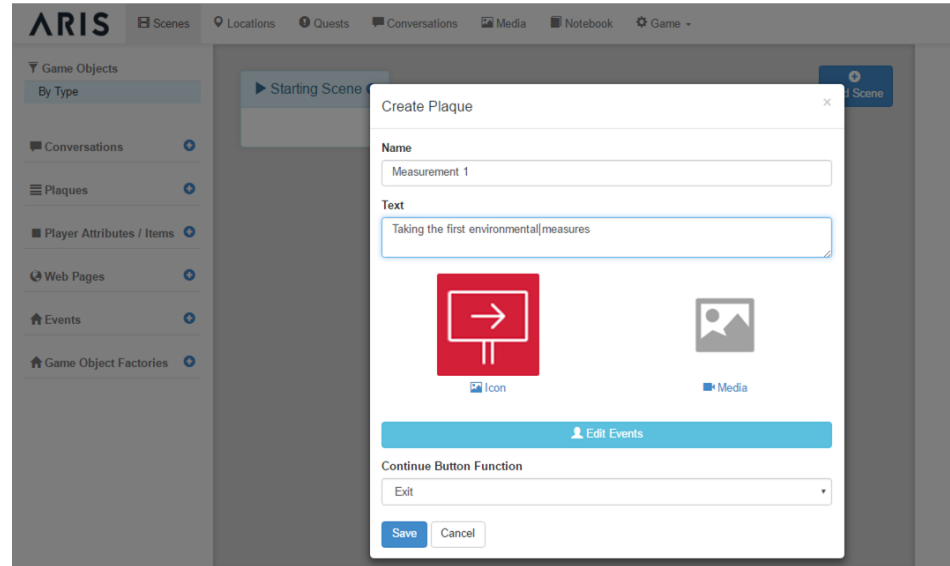 ARIS Scenes Locations Quests Conversations Media Notebook Game
Game Objects
By Type
Conversations
Plaques
Player Attributes / Items
Web Pages
Events
Game Object Factories
Starting Scene
Scene
Create Plaque ×
Name
Measurement 1
Text
Taking the first environmental measures
Icon
Media
Edit Events
Continue Button Function
Exit
Save Cancel